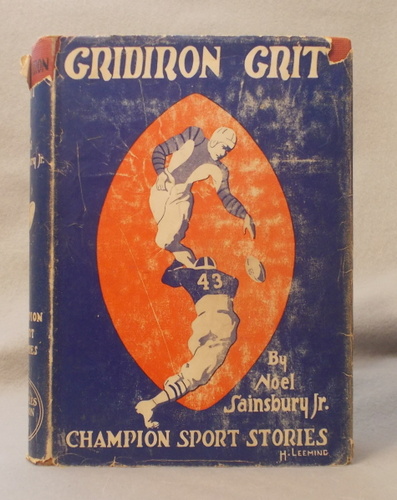 GRIDIRON GRIT
43
By
Noel
Sainsbury Jr.
CHAMPION SPORT STORIES
H. LEEMING